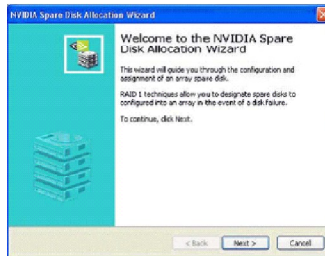 NVIDIA Spare Disk Allocation Wizard
Welcome to the NVIDIA Spare
Disk Allocation Wizard
This wizard will guide you through the configuration and
assignment of an array spare disk.
RAID 1 techniques allow you to designate spare disks to
configured into an array in the event of a disk failure.
To continue, click Next.
< Back
Next >
Cancel